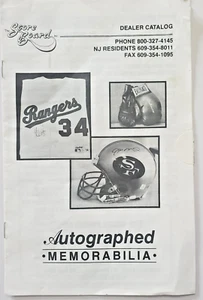 Score Board
DEALER CATALOG
PHONE 800-327-4145
NJ RESIDENTS 609-354-8011
FAX 609-354-1095
Rangers
34
SF
Autographed
•MEMORABILIA•